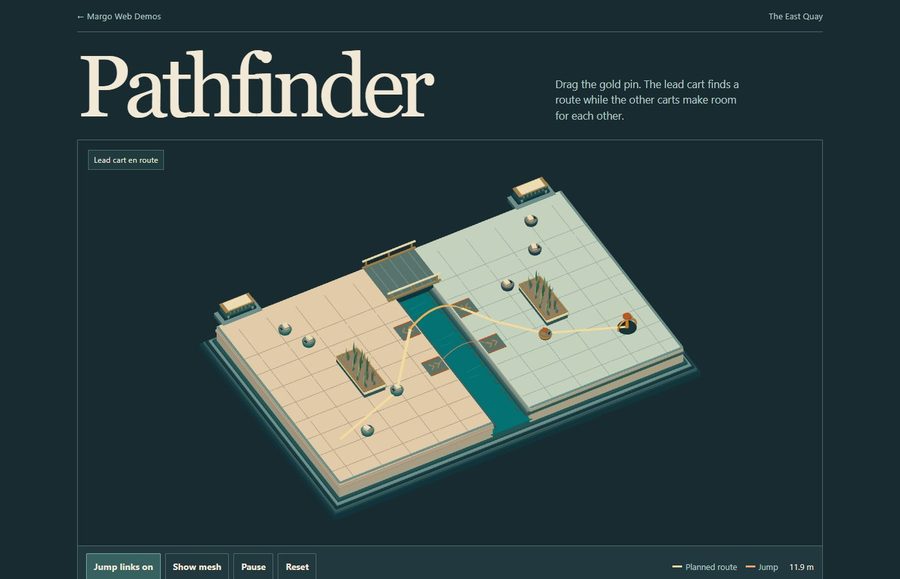 ← Margo Web Demos
The East Quay
Pathfinder
Drag the gold pin. The lead cart finds a
route while the other carts make room
for each other.
Lead cart en route
Jump links on
Show mesh
Pause
Reset
Planned route
Jump
11.9 m